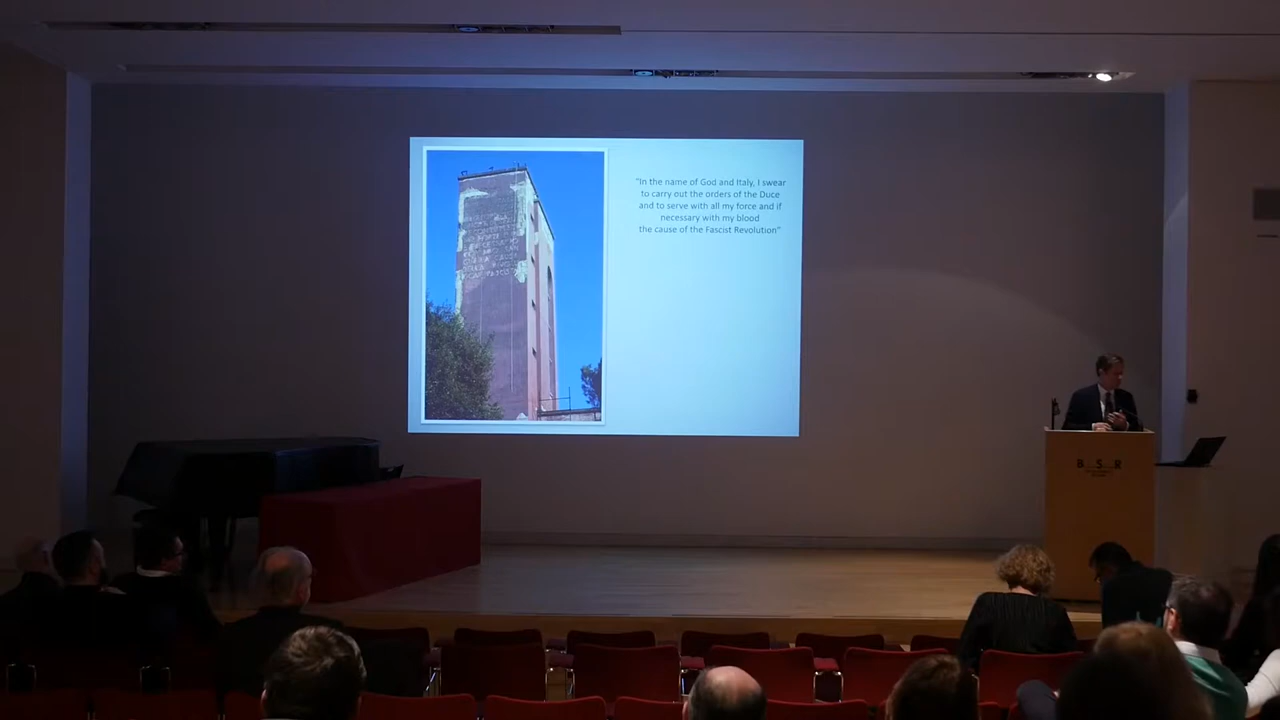 "In the name of God and Italy, I swear
to carry out the orders of the Duce
and to serve with all my force and if
necessary with my blood
the cause of the Fascist Revolution"
B S R